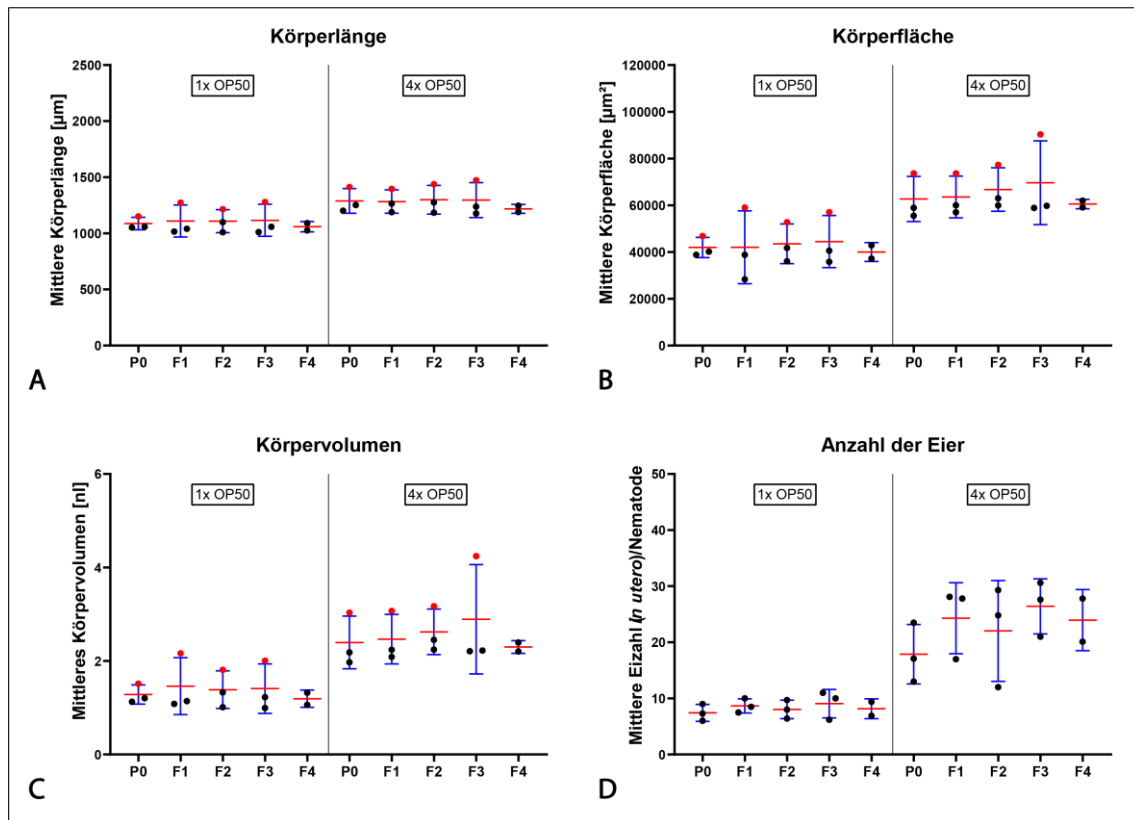 Körperlänge
Mittlere Körperlänge [µm]
2500
2000
1500
1000
500
0
1x OP50
4x OP50
P0 F1 F2 F3 F4 P0 F1 F2 F3 F4
A
Körperfläche
Mittlere Körperfläche [µm²]
120000
100000
80000
60000
40000
20000
0
1x OP50
4x OP50
P0 F1 F2 F3 F4 P0 F1 F2 F3 F4
B
Körpervolumen
Mittleres Körpervolumen [nl]
6
4
2
0
1x OP50
4x OP50
P0 F1 F2 F3 F4 P0 F1 F2 F3 F4
C
Anzahl der Eier
Mittlere Eizahl (n utero)/Nematode
50
40
30
20
10
0
1x OP50
4x OP50
P0 F1 F2 F3 F4 P0 F1 F2 F3 F4
D